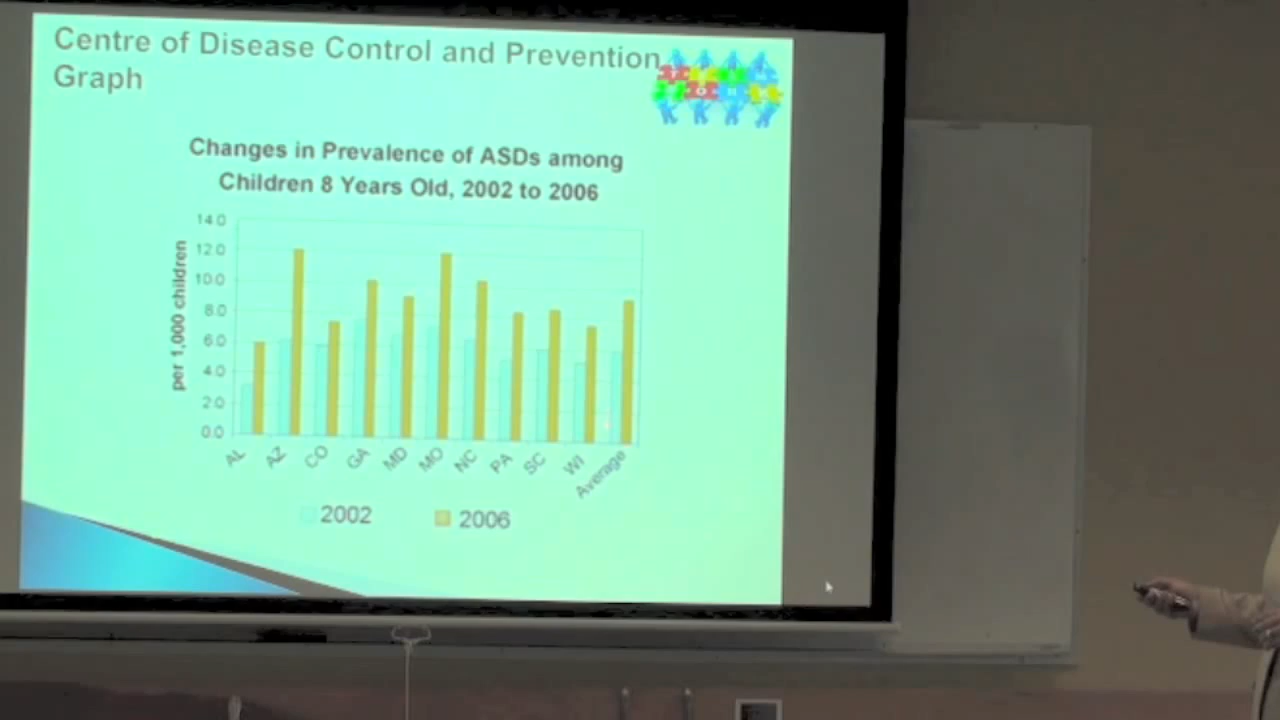 Centre of Disease Control and Prevention
Graph
Changes in Prevalence of ASDs among
Children 8 Years Old, 2002 to 2006
per 1,000 children
14.0
12.0
10.0
8.0
6.0
4.0
2.0
0.0
AL AZ CO GA MD MO NC PA SC WI Average
2002 2006